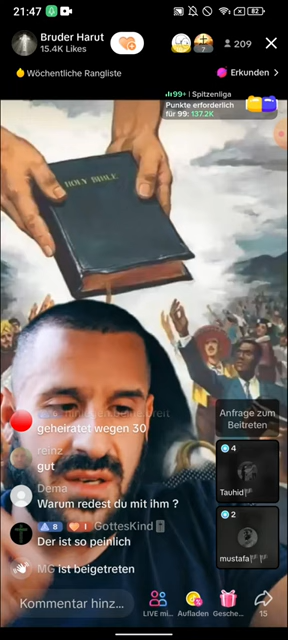 21:47
82
Bruder Harut
15.4K Likes
7
209
Wöchentliche Rangliste
Erkunden >
99+ | Spitzenliga
Punkte erforderlich
für 99: 137.2K
HOLY BIBLE
geheiratet wegen 30
reinz
gut
Dema
Warum redest du mit ihm ?
8 1 GottesKind
Der ist so peinlich
MG ist beigetreten
Anfrage zum
Beitreten
4
Tauhid
2
mustafa
Kommentar hinz...
LIVE mi...
Aufladen
Gesche...
15